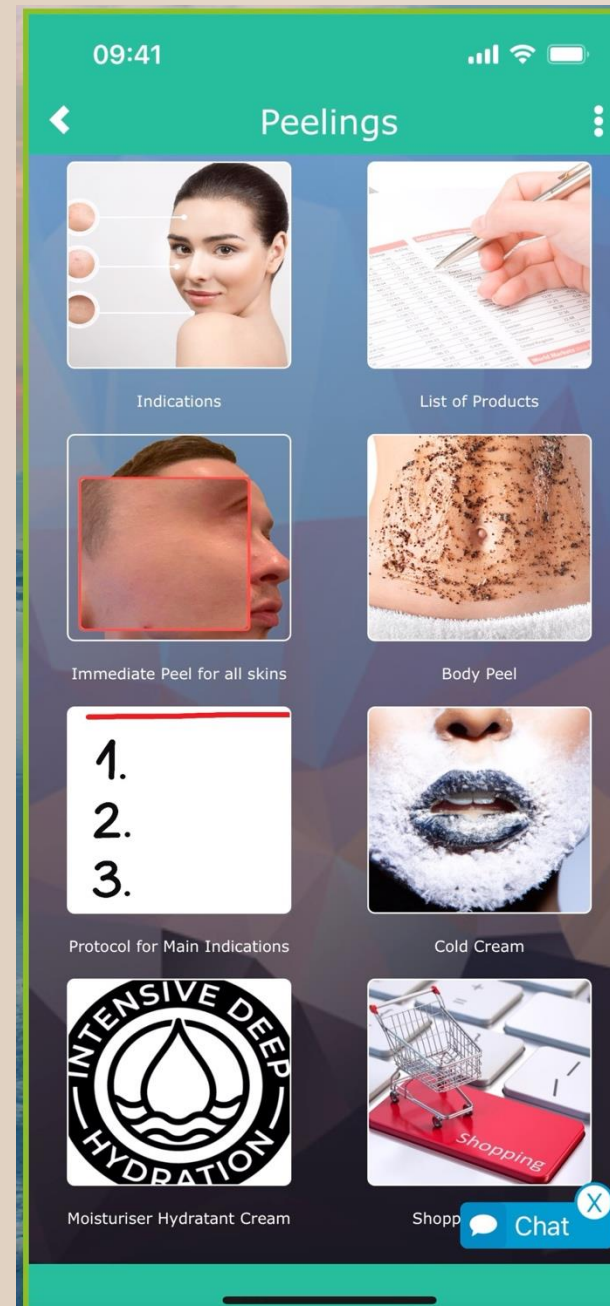 09:41
Peelings
Indications
List of Products
Immediate Peel for all skins
Body Peel
1.
2.
3.
Protocol for Main Indications
Cold Cream
INTENSIVE DEEP
HYDRATION
Shopping
Moisturiser Hydratant Cream
Shopp
X
Chat